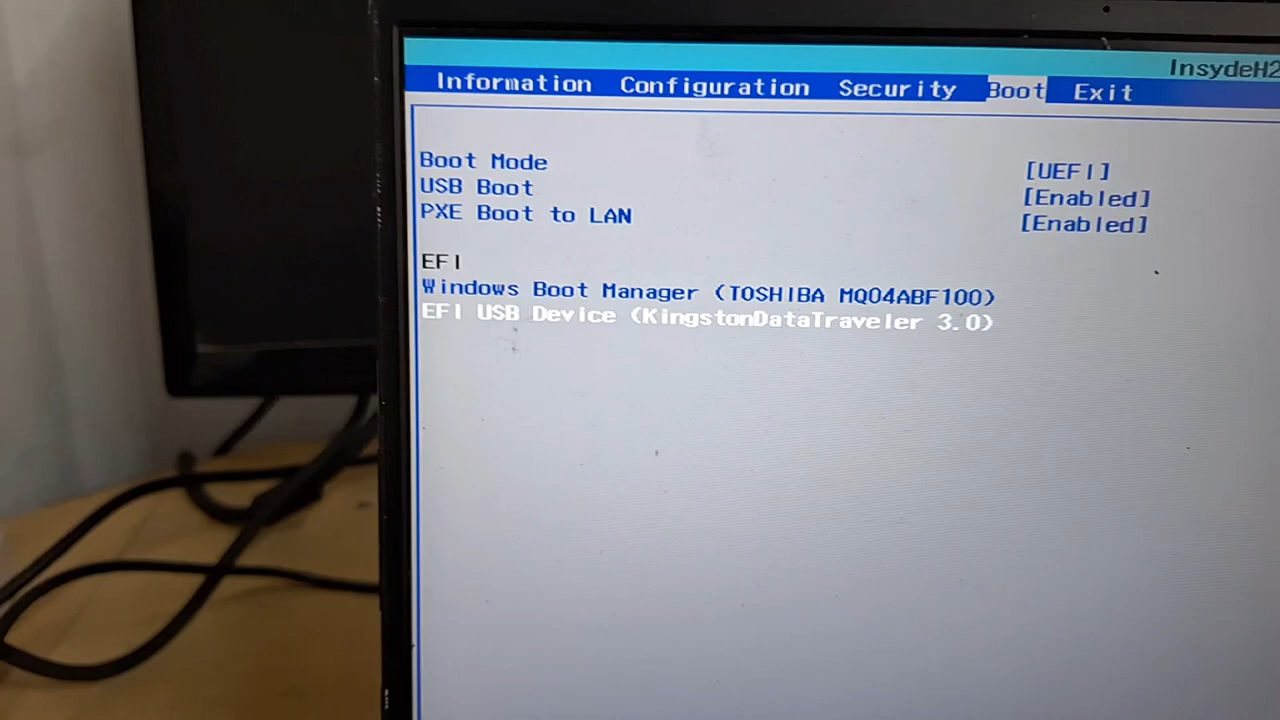 InsydeH2
Information Configuration Security Boot Exit
Boot Mode [UEFI]
USB Boot [Enabled]
PXE Boot to LAN [Enabled]
EFI
Windows Boot Manager (TOSHIBA MQ04ABF100)
EFI USB Device (KingstonDataTraveler 3.0)